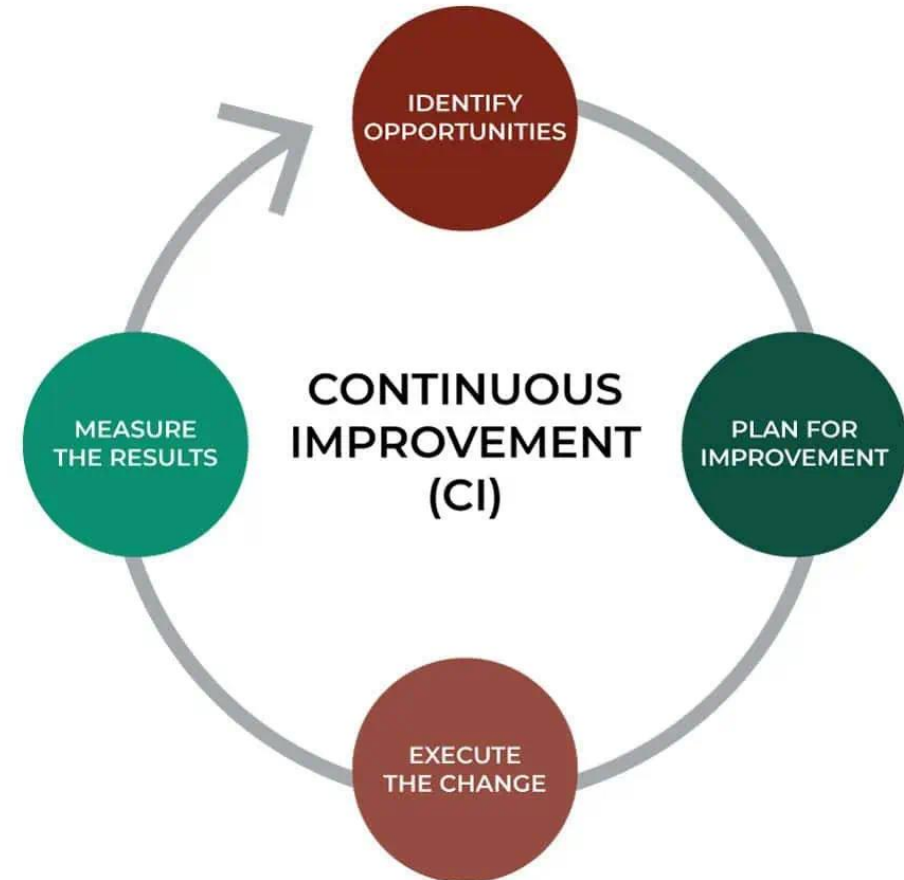 IDENTIFY
OPPORTUNITIES
CONTINUOUS
IMPROVEMENT
(CI)
PLAN FOR
IMPROVEMENT
EXECUTE
THE CHANGE
MEASURE
THE RESULTS